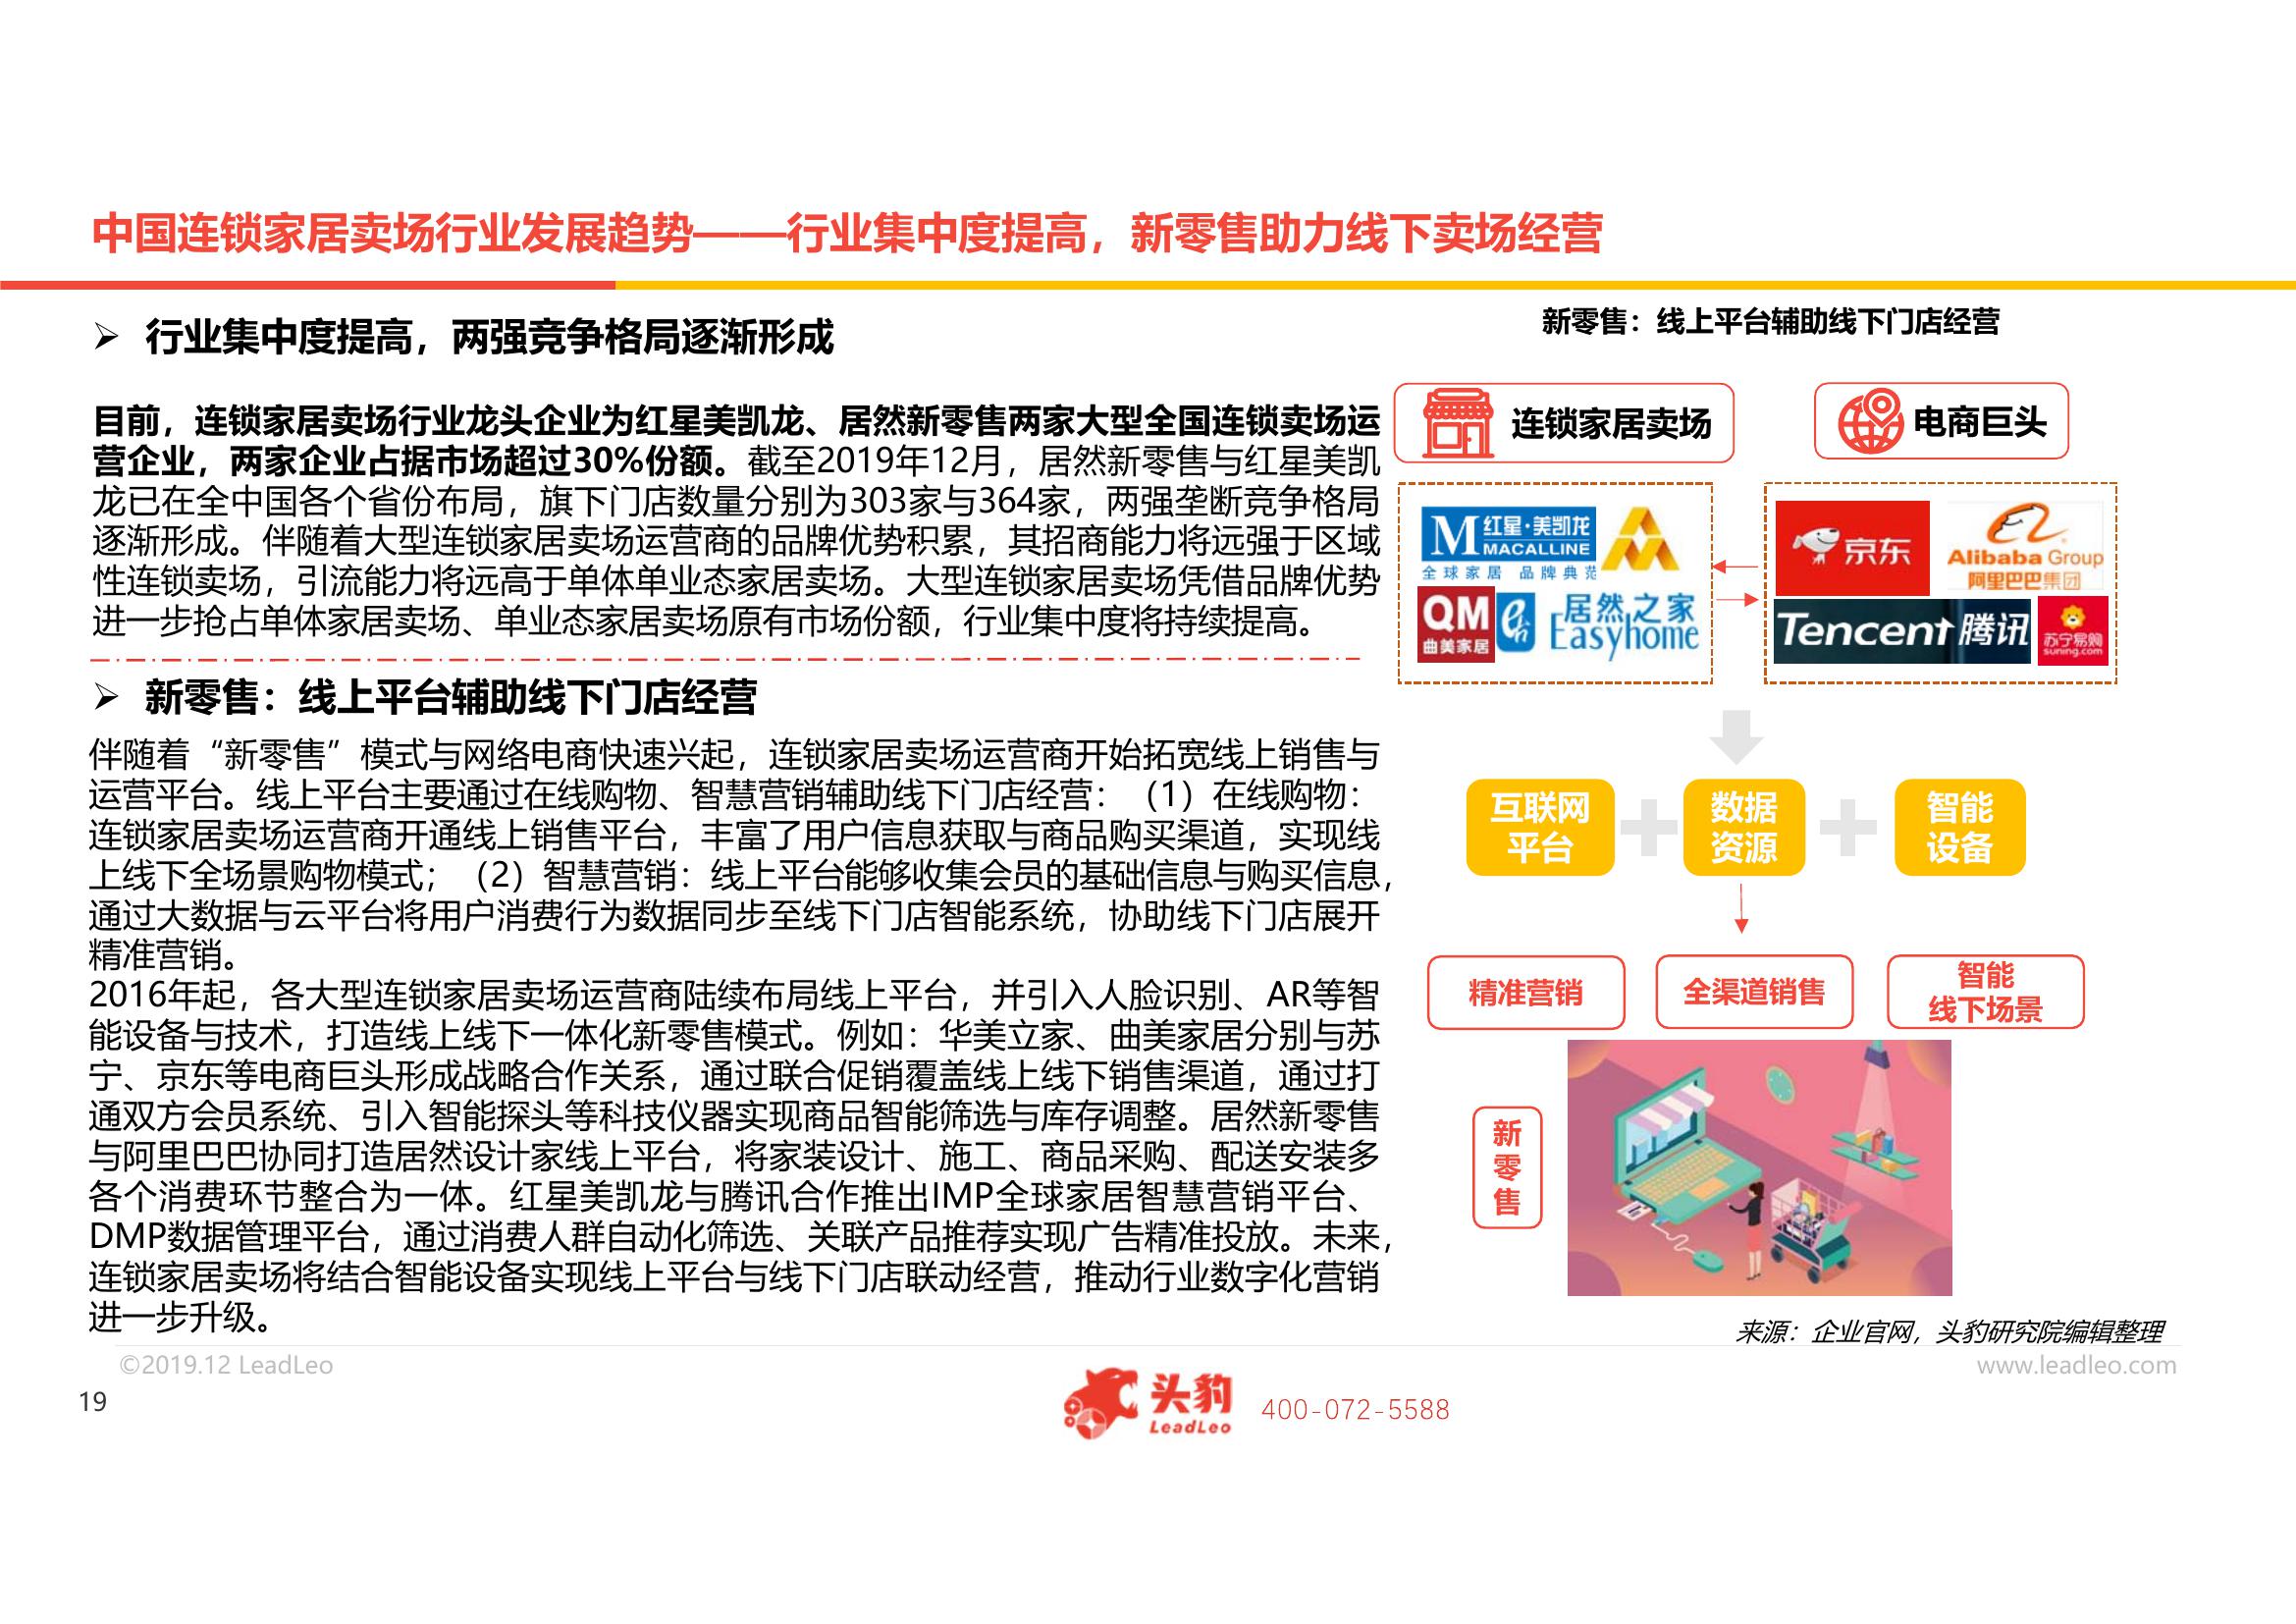 中国连锁家居卖场行业发展趋势——行业集中度提高，新零售助力线下卖场经营
➢ 行业集中度提高，两强竞争格局逐渐形成
目前，连锁家居卖场行业龙头企业为红星美凯龙、居然新零售两家大型全国连锁卖场运
营企业，两家企业占据市场超过30%份额。截至2019年12月，居然新零售与红星美凯
龙已在全中国各个省份布局，旗下门店数量分别为303家与364家，两强垄断竞争格局
逐渐形成。伴随着大型连锁家居卖场运营商的品牌优势积累，其招商能力将远强于区域
性连锁卖场，引流能力将远高于单体单业态家居卖场。大型连锁家居卖场凭借品牌优势
进一步抢占单体家居卖场、单业态家居卖场原有市场份额，行业集中度将持续提高。
➢ 新零售：线上平台辅助线下门店经营
伴随着“新零售”模式与网络电商快速兴起，连锁家居卖场运营商开始拓宽线上销售与
运营平台。线上平台主要通过在线购物、智慧营销辅助线下门店经营：（1）在线购物：
连锁家居卖场运营商开通线上销售平台，丰富了用户信息获取与商品购买渠道，实现线
上线下全场景购物模式；（2）智慧营销：线上平台能够收集会员的基础信息与购买信息，
通过大数据与云平台将用户消费行为数据同步至线下门店智能系统，协助线下门店展开
精准营销。
2016年起，各大型连锁家居卖场运营商陆续布局线上平台，并引入人脸识别、AR等智
能设备与技术，打造线上线下一体化新零售模式。例如：华美立家、曲美家居分别与苏
宁、京东等电商巨头形成战略合作关系，通过联合促销覆盖线上线下销售渠道，通过打
通双方会员系统、引入智能探头等科技仪器实现商品智能筛选与库存调整。居然新零售
与阿里巴巴协同打造居然设计家线上平台，将家装设计、施工、商品采购、配送安装多
各个消费环节整合为一体。红星美凯龙与腾讯合作推出IMP全球家居智慧营销平台、
DMP数据管理平台，通过消费人群自动化筛选、关联产品推荐实现广告精准投放。未来，
连锁家居卖场将结合智能设备实现线上平台与线下门店联动经营，推动行业数字化营销
进一步升级。
新零售：线上平台辅助线下门店经营
连锁家居卖场
电商巨头
M 红星·美凯龙
MACALLINE
全球家居 品牌典范
QM
曲美家居
居然之家
Easyhome
京东
Alibaba Group
阿里巴巴集团
Tencent 腾讯
苏宁易购
suning.com
互联网
平台
数据
资源
智能
设备
精准营销
全渠道销售
智能
线下场景
新
零
售
来源：企业官网，头豹研究院编辑整理
©2019.12 LeadLeo
www.leadleo.com
19
头豹
LeadLeo
400-072-5588